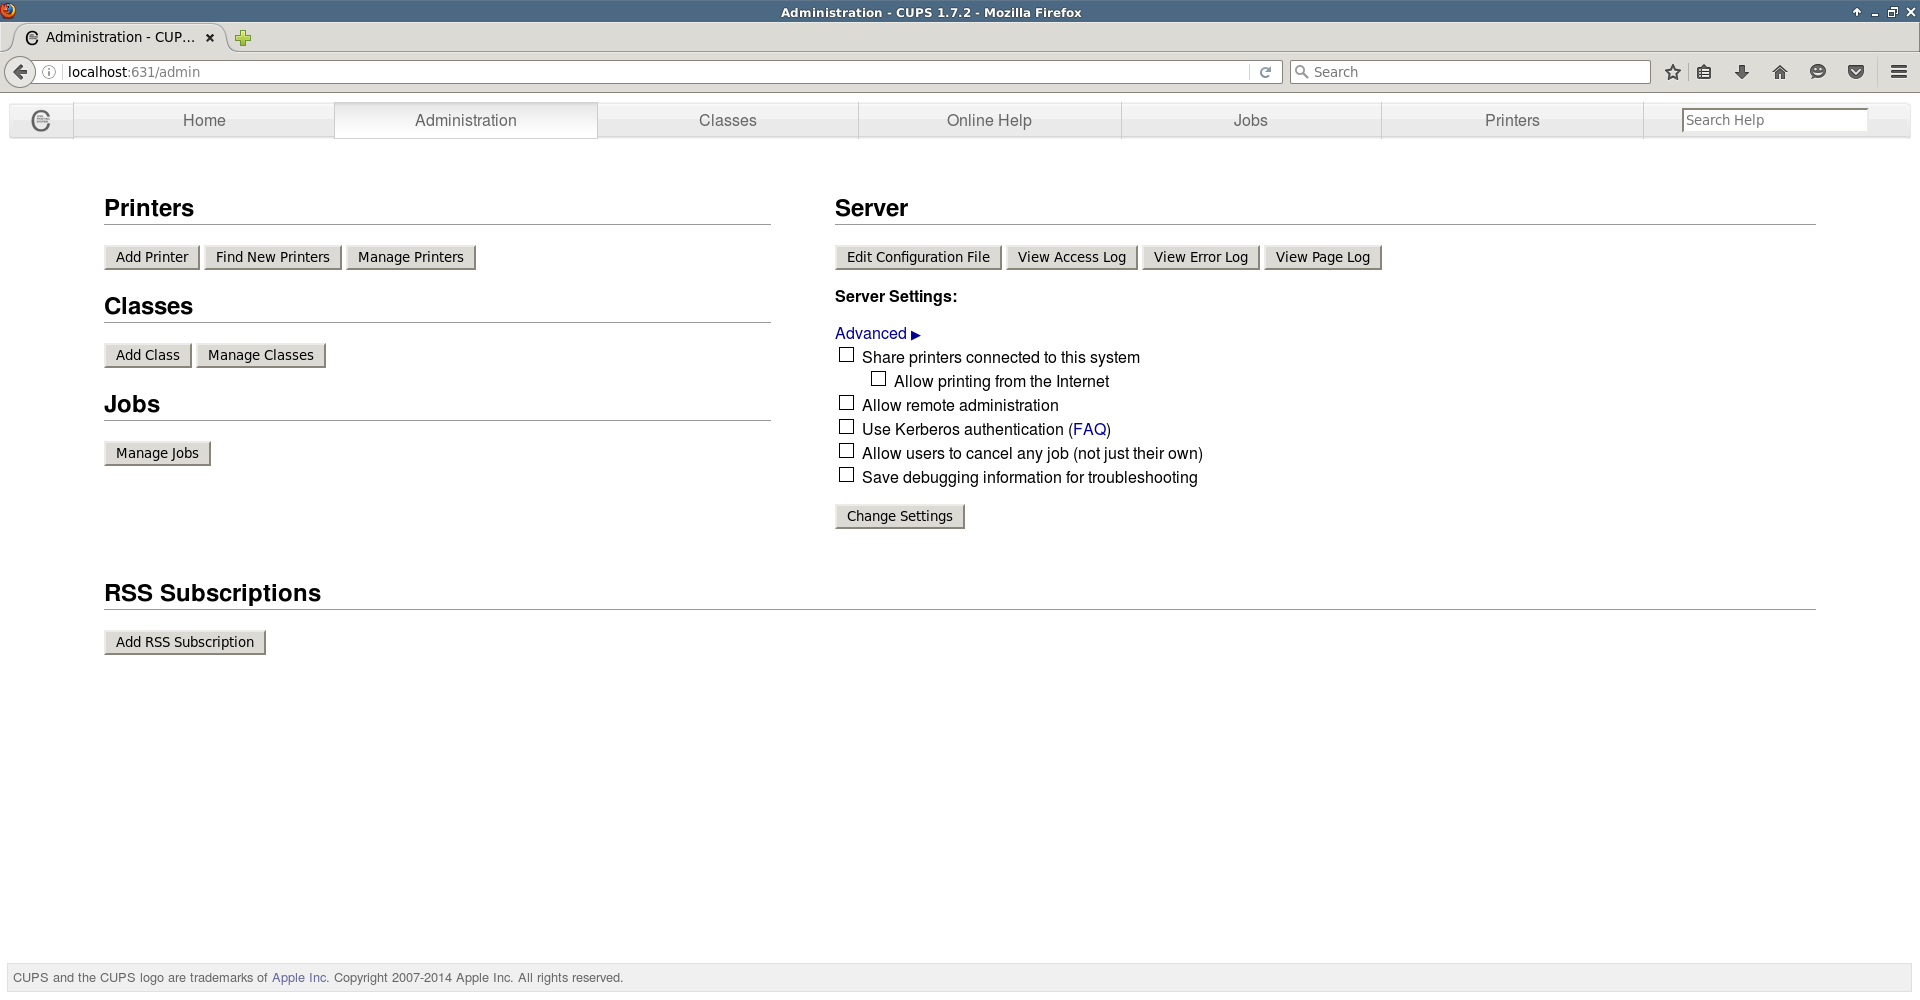 Administration - CUPS 1.7.2 - Mozilla Firefox
Administration - CUP...
localhost:631/admin
Search
Home
Administration
Classes
Online Help
Jobs
Printers
Search Help
Printers
Add Printer
Find New Printers
Manage Printers
Classes
Add Class
Manage Classes
Jobs
Manage Jobs
Server
Edit Configuration File
View Access Log
View Error Log
View Page Log
Server Settings:
Advanced ▶
Share printers connected to this system
Allow printing from the Internet
Allow remote administration
Use Kerberos authentication (FAQ)
Allow users to cancel any job (not just their own)
Save debugging information for troubleshooting
Change Settings
RSS Subscriptions
Add RSS Subscription
CUPS and the CUPS logo are trademarks of Apple Inc. Copyright 2007-2014 Apple Inc. All rights reserved.